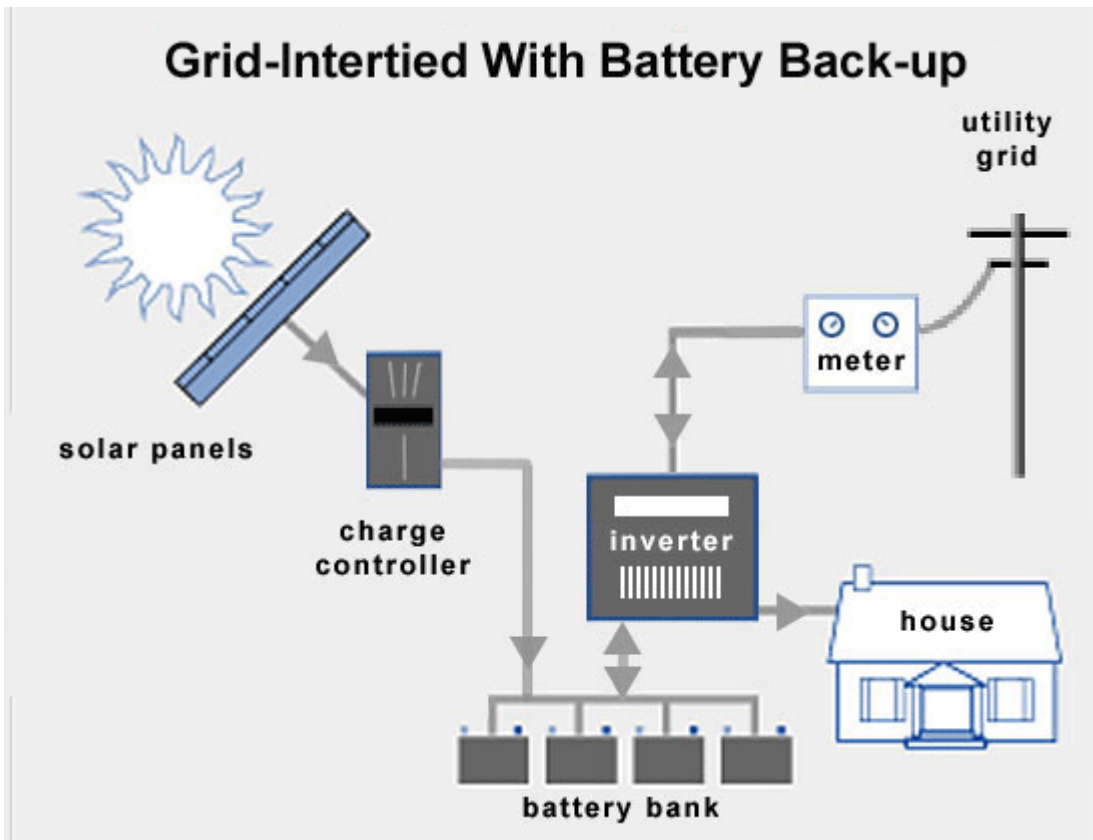 Grid-Intertied With Battery Back-up
utility
grid
meter
solar panels
charge
controller
inverter
house
battery bank